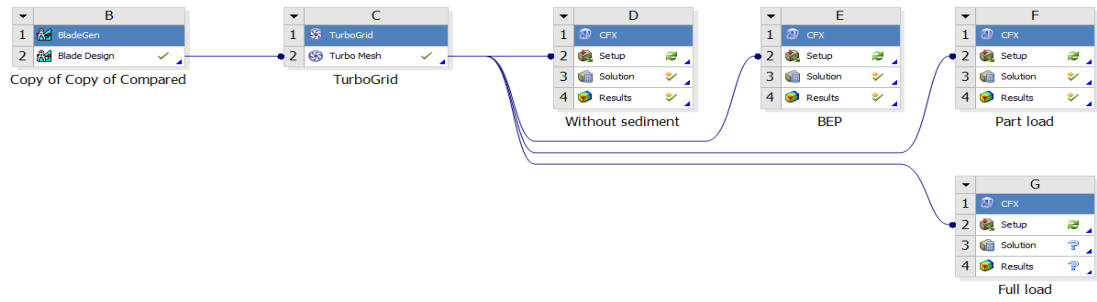 B
1 BladeGen
2 Blade Design
Copy of Copy of Compared
C
1 TurboGrid
2 Turbo Mesh
TurboGrid
D
1 CFX
2 Setup
3 Solution
4 Results
Without sediment
E
1 CFX
2 Setup
3 Solution
4 Results
BEP
F
1 CFX
2 Setup
3 Solution
4 Results
Part load
G
1 CFX
2 Setup
3 Solution ?
4 Results ?
Full load